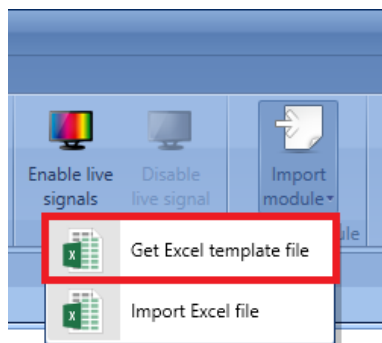 Enable live
signals
Disable
live signal
Import
module
Get Excel template file
Import Excel file